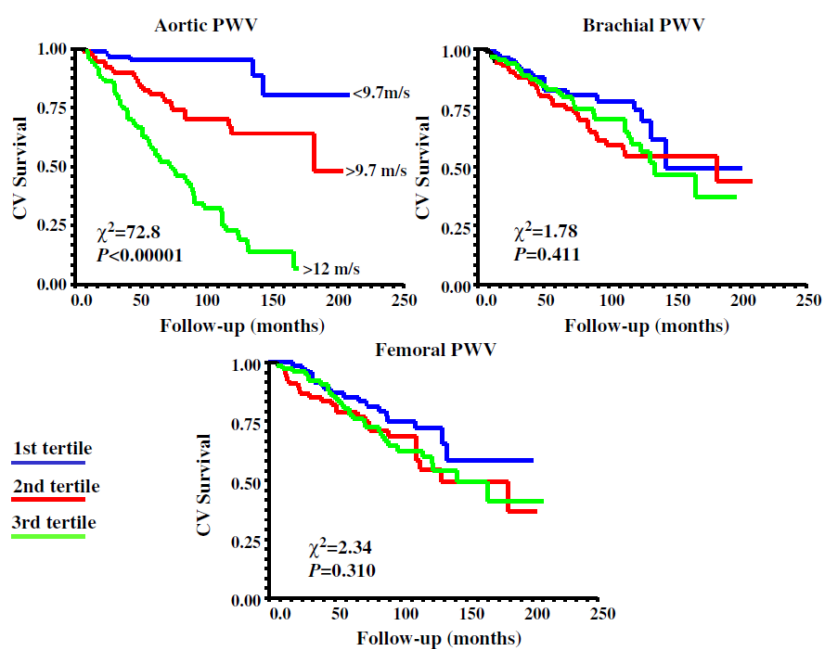 Aortic PWV
1.00
0.75
0.50
0.25
0.00
CV Survival
<9.7m/s
>9.7 m/s
>12 m/s
χ²=72.8
P<0.00001
0.0 50 100 150 200 250
Follow-up (months)
Brachial PWV
1.00
0.75
0.50
0.25
0.00
CV Survival
χ²=1.78
P=0.411
0.0 50 100 150 200 250
Follow-up (months)
Femoral PWV
1.00
0.75
0.50
0.25
0.00
CV Survival
χ²=2.34
P=0.310
0.0 50 100 150 200 250
Follow-up (months)
1st tertile
2nd tertile
3rd tertile